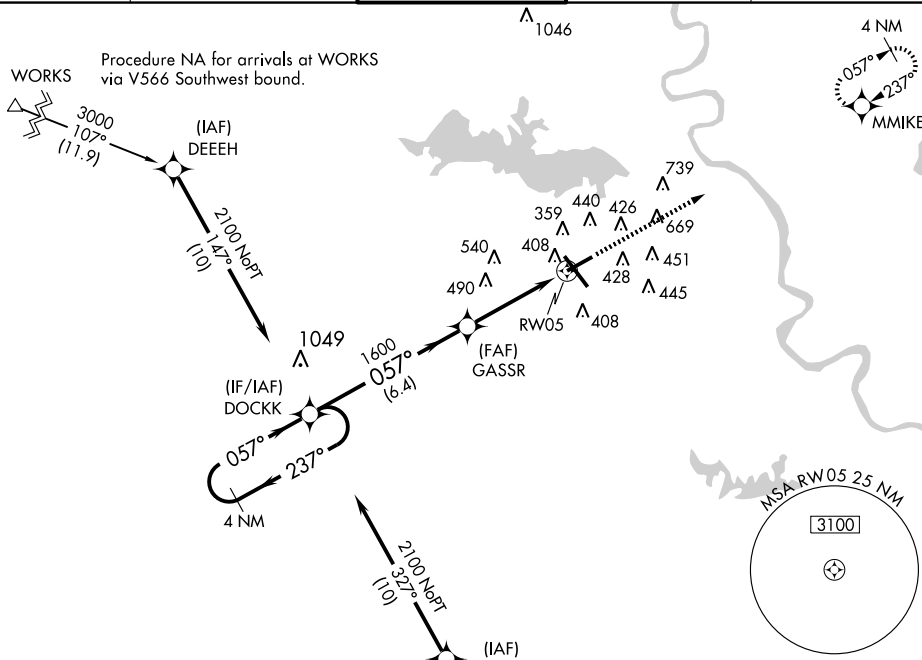 1046
Procedure NA for arrivals at WORKS
via V566 Southwest bound.
WORKS
3000
107°
(11.9)
(IAF)
DEEEH
4 NM
057°
237°
MMIKE
2100 NoPT
147°
(10)
739
359
440
426
669
540
408
428
451
490
445
RW05
408
1049
1600
057°
(6.4)
(FAF)
GASSR
(IF/IAF)
DOCKK
057°
237°
4 NM
MSA RW05 25 NM
3100
2100 NoPT
327°
(10)
(IAF)